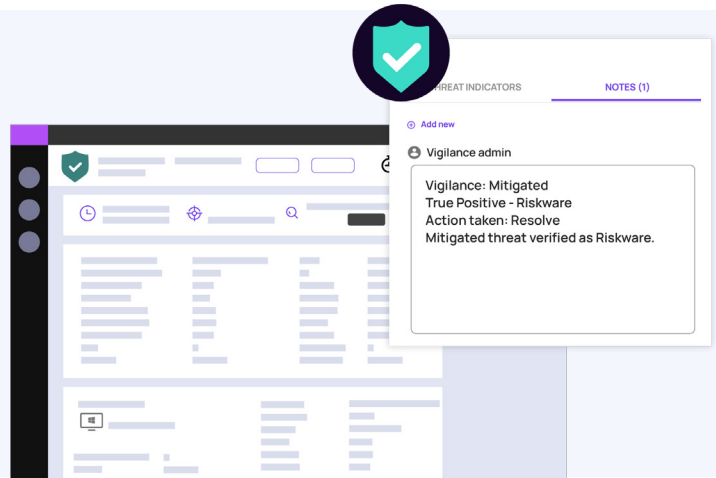 THREAT INDICATORS
NOTES (1)
Add new
Vigilance admin
Vigilance: Mitigated
True Positive - Riskware
Action taken: Resolve
Mitigated threat verified as Riskware.